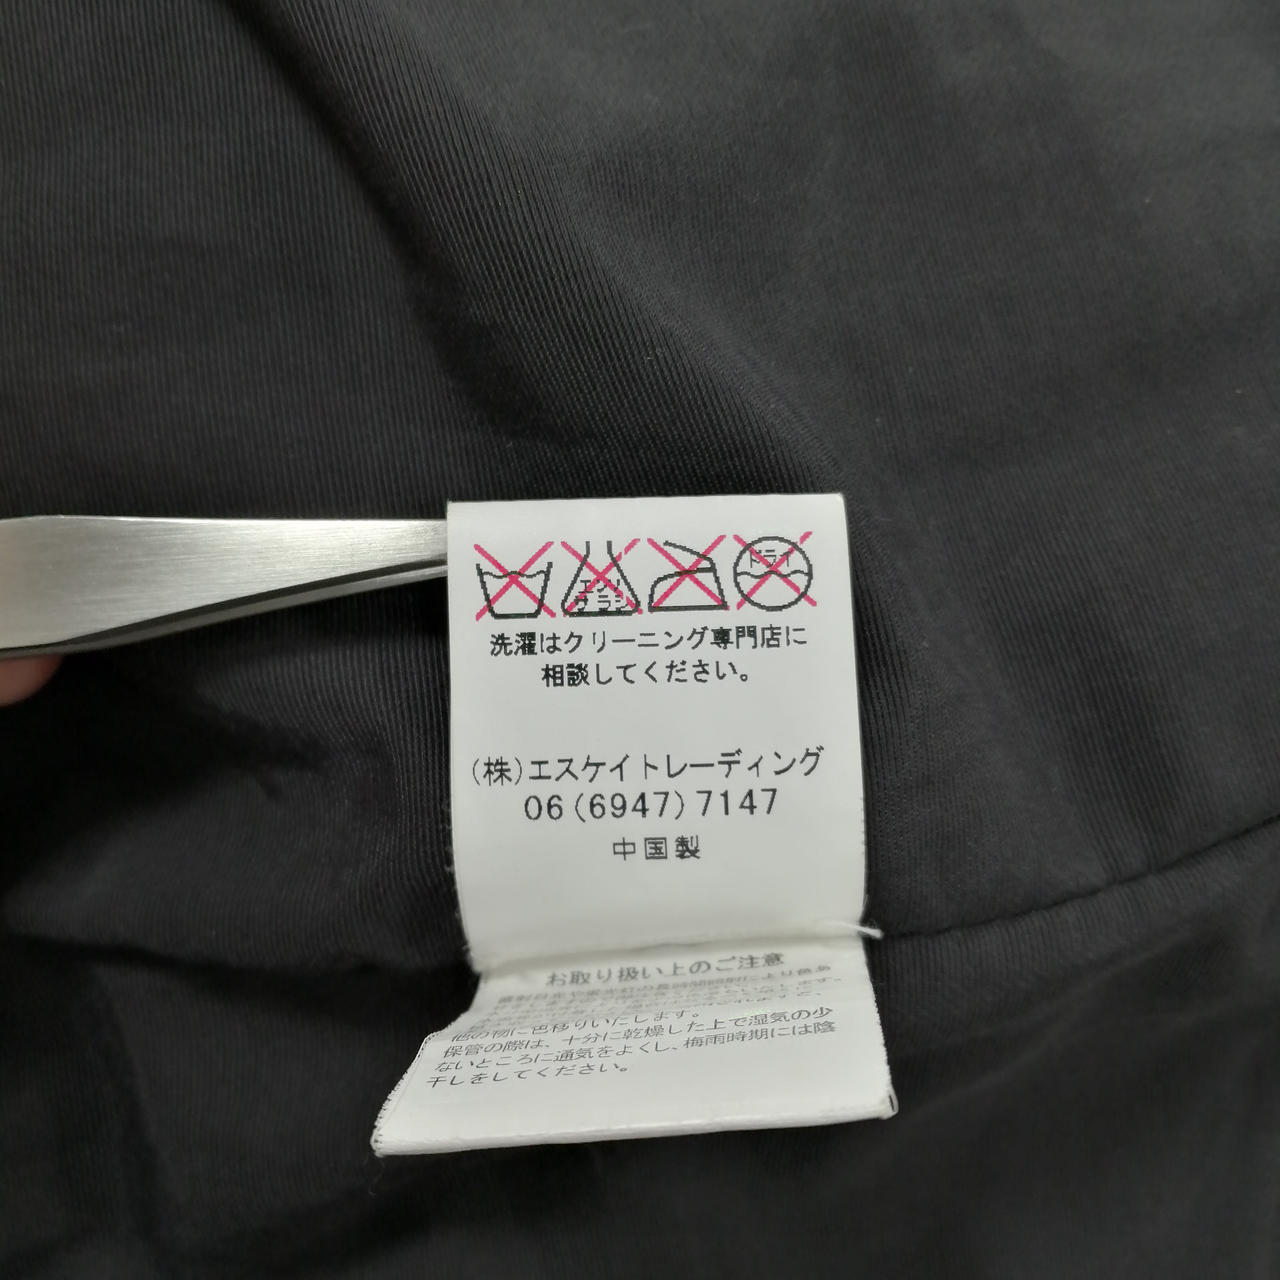 エンソ
サラシ
ドライ
洗濯はクリーニング専門店に
相談してください。
(株)エスケイトレーディング
06(6947)7147
中国製
お取り扱い上のご注意
他の物に色移りいたします。
保管の際は、十分に乾燥した上で湿気の少
ないところに通気をよくし、梅雨時期には陰
干しをしてください。